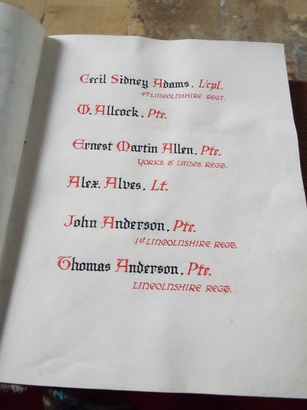 Cecil Sidney Adams. L'cpl.
4th LINCOLNSHIRE REGT.
W. Allcock. Pte.
Ernest Martin Allen. Pte.
YORKS. & LANCS. REGT.
Alex. Alves. Lt.
John Anderson. Pte.
1st LINCOLNSHIRE REGT.
Thomas Anderson. Pte.
LINCOLNSHIRE REGT.